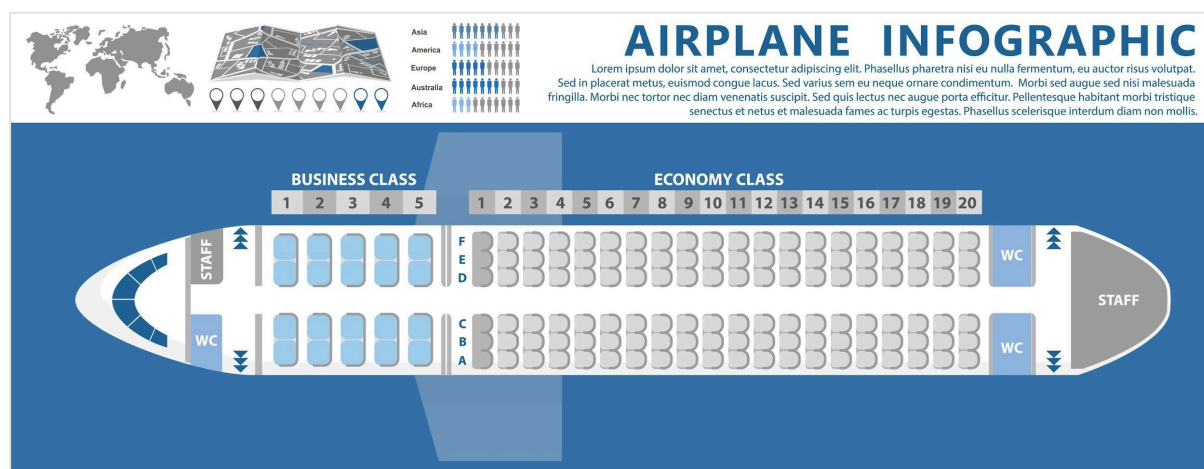 Asia
America
Europe
Australia
Africa
AIRPLANE INFOGRAPHIC
Lorem ipsum dolor sit amet, consectetur adipiscing elit. Phasellus pharetra nisi eu nulla fermentum, eu auctor risus volutpat.
Sed in placerat metus, euismod congue lacus. Sed varius sem eu neque ornare condimentum. Morbi sed augue sed nisi malesuada
fringilla. Morbi nec tortor nec diam venenatis suscipit. Sed quis lectus nec augue porta efficitur. Pellentesque habitant morbi tristique
senectus et netus et malesuada fames ac turpis egestas. Phasellus scelerisque interdum diam non mollis.
BUSINESS CLASS
1 2 3 4 5
ECONOMY CLASS
1 2 3 4 5 6 7 8 9 10 11 12 13 14 15 16 17 18 19 20
STAFF
F
E
D
WC
STAFF
WC
C
B
A
WC